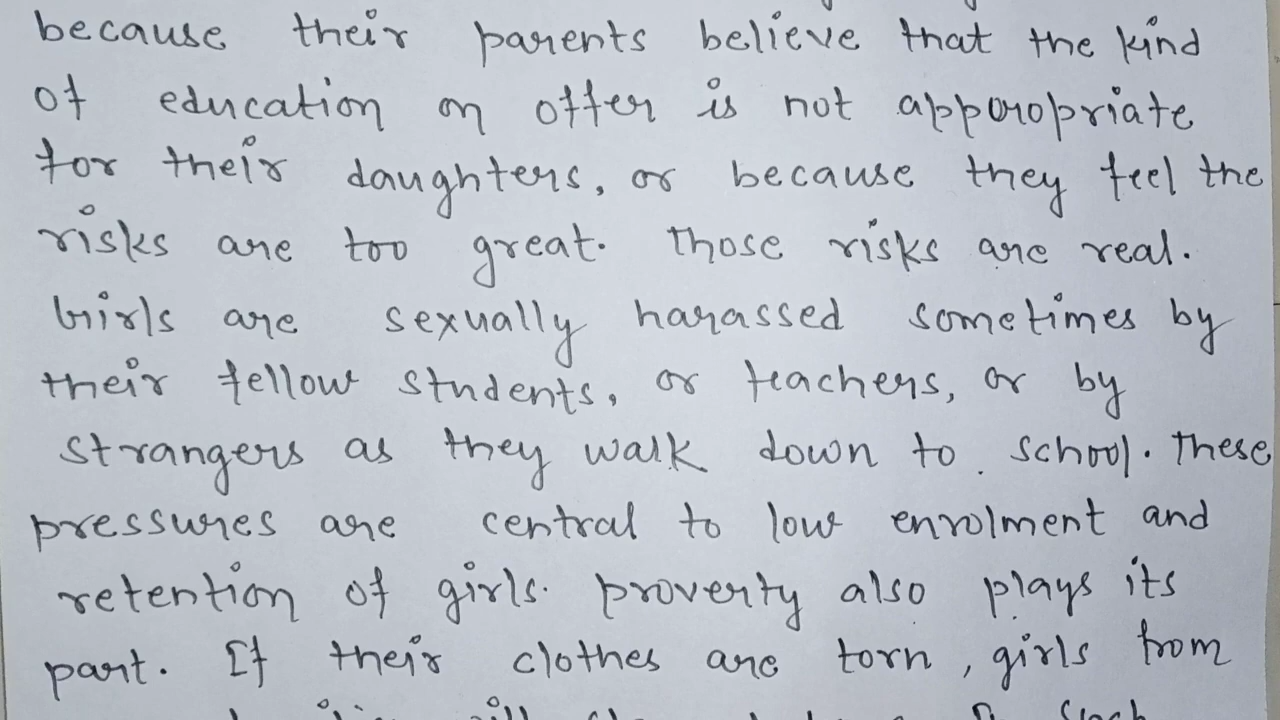 because their parents believe that the kind
of education on offer is not apporopriate
for their daughters, or because they feel the
risks are too great. Those risks are real.
Girls are sexually harassed sometimes by
their fellow students, or teachers, or by
strangers as they walk down to school. These
pressures are central to low enrolment and
retention of girls. proverty also plays its
part. If their clothes are torn, girls from